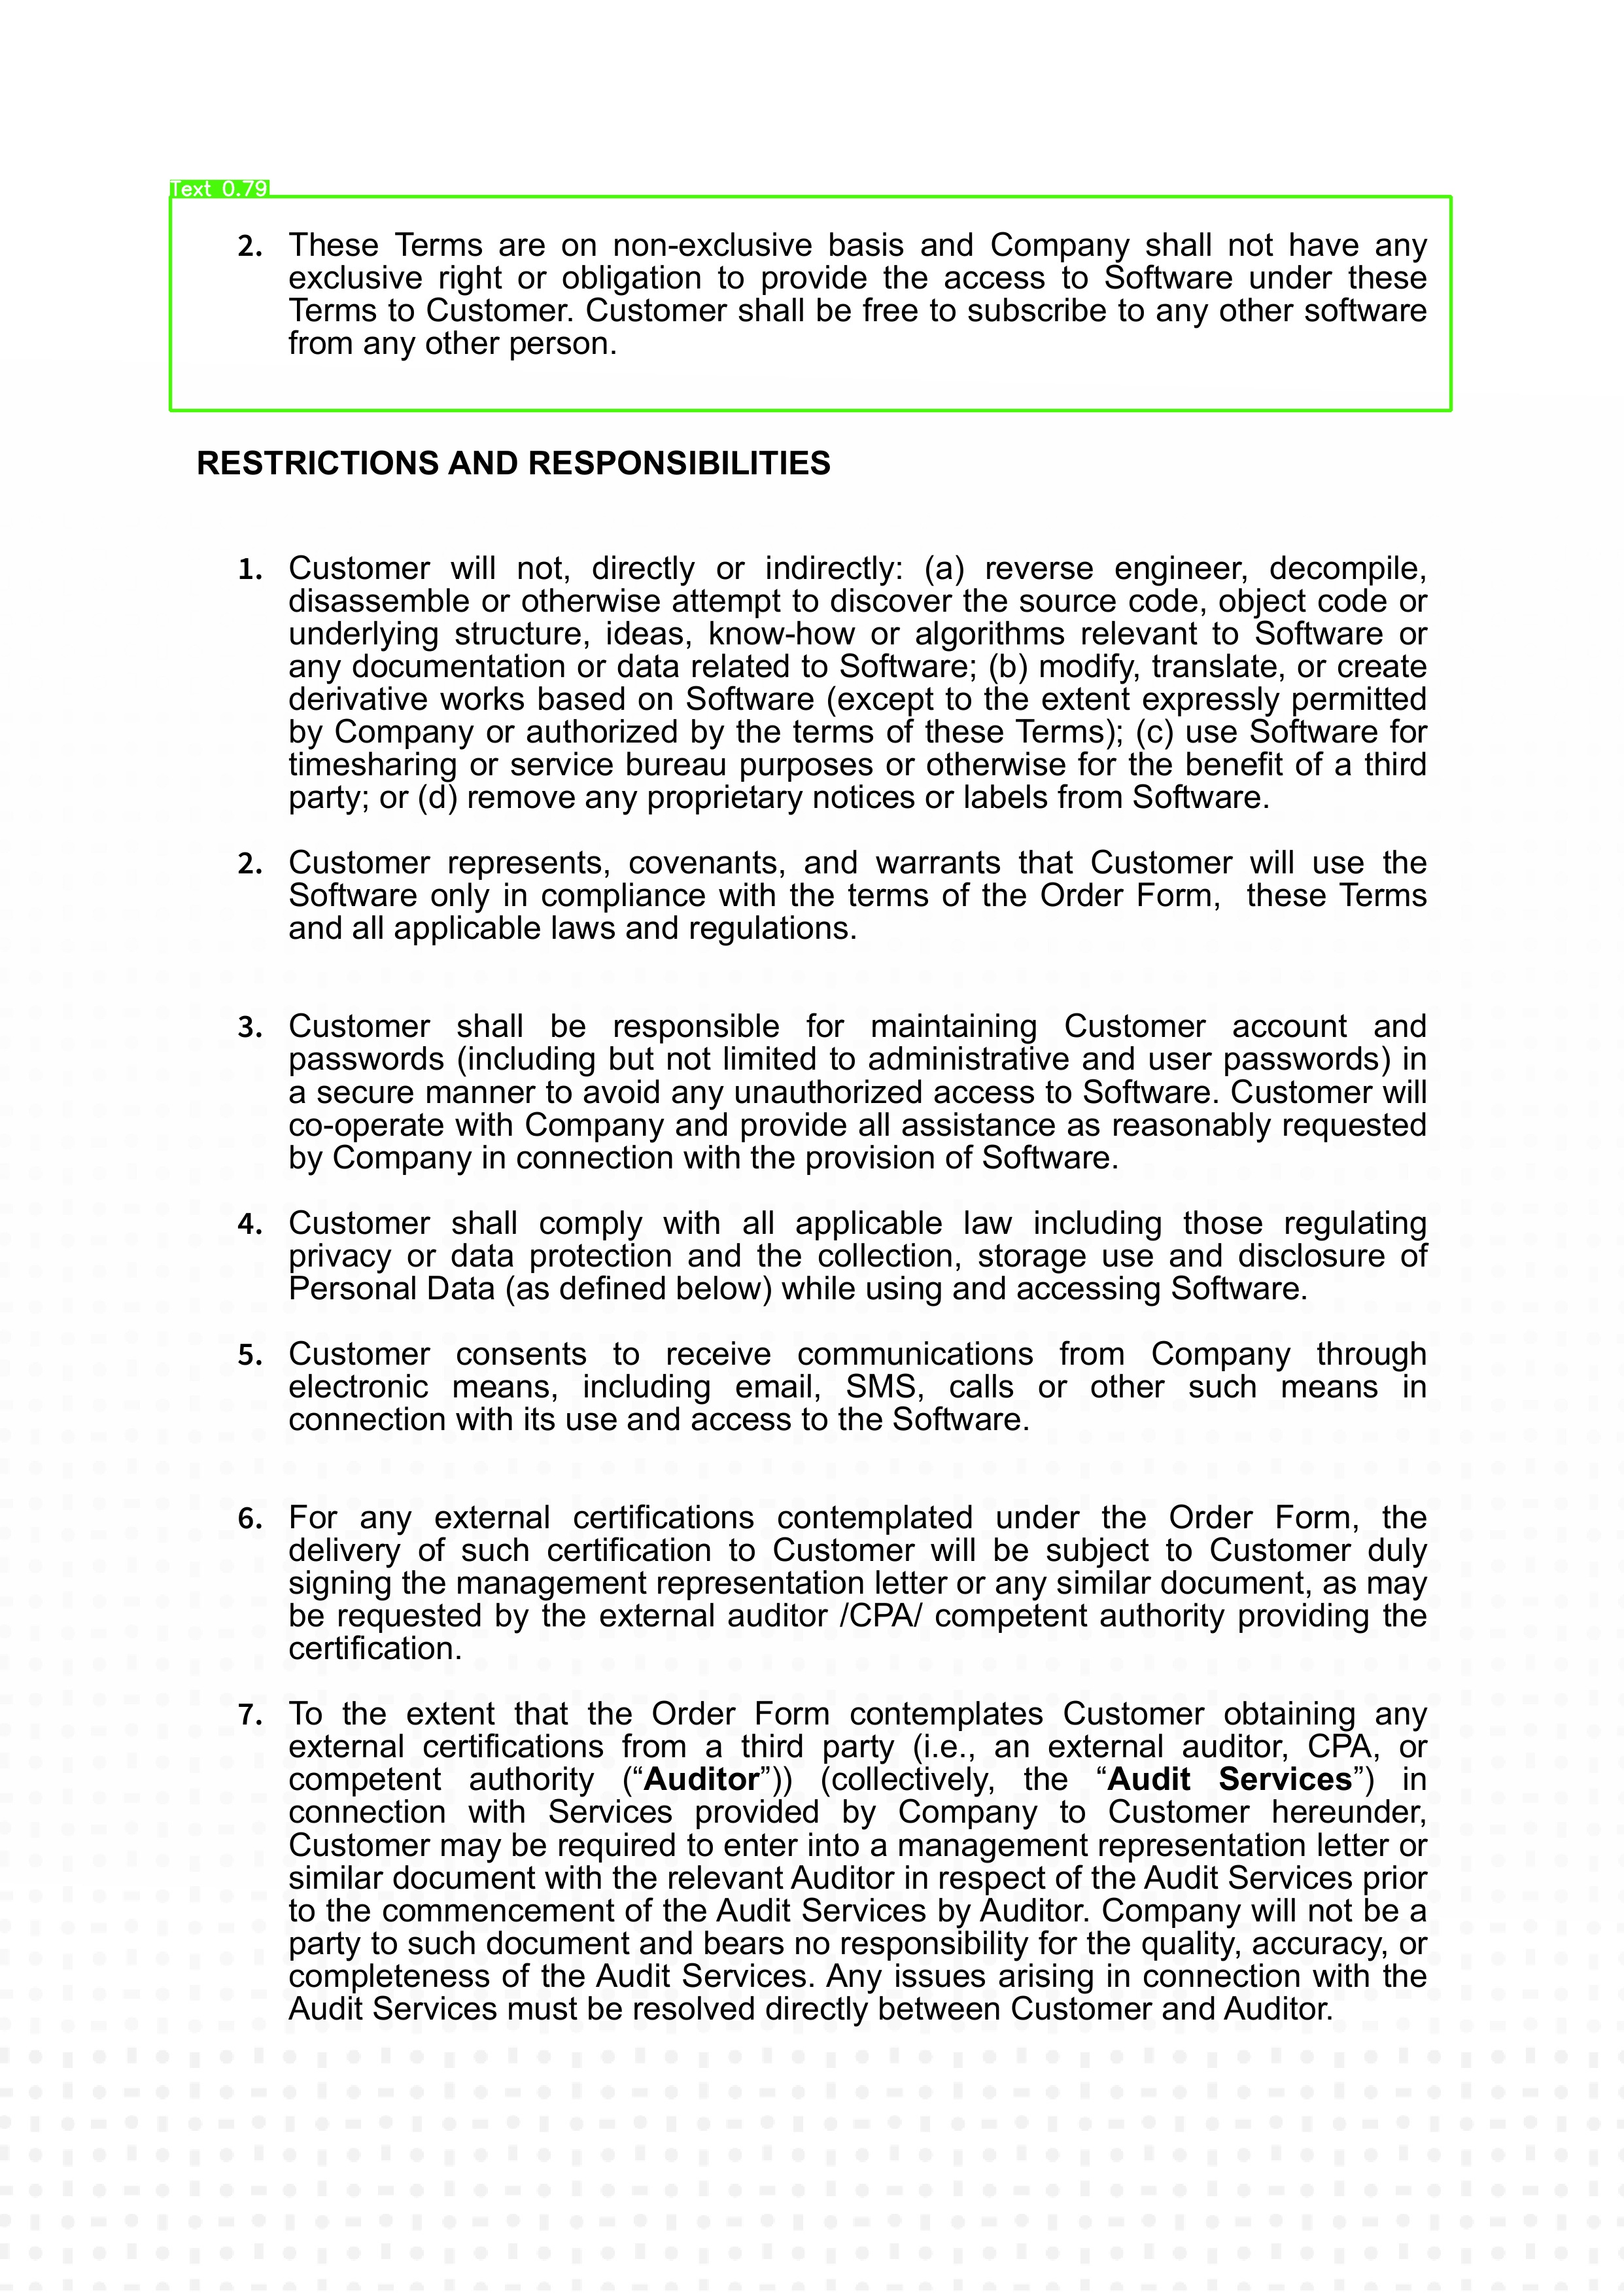 Text 0.79
2. These Terms are on non-exclusive basis and Company shall not have any
exclusive right or obligation to provide the access to Software under these
Terms to Customer. Customer shall be free to subscribe to any other software
from any other person.
RESTRICTIONS AND RESPONSIBILITIES
1. Customer will not, directly or indirectly: (a) reverse engineer, decompile,
disassemble or otherwise attempt to discover the source code, object code or
underlying structure, ideas, know-how or algorithms relevant to Software or
any documentation or data related to Software; (b) modify, translate, or create
derivative works based on Software (except to the extent expressly permitted
by Company or authorized by the terms of these Terms); (c) use Software for
timesharing or service bureau purposes or otherwise for the benefit of a third
party; or (d) remove any proprietary notices or labels from Software.
2. Customer represents, covenants, and warrants that Customer will use the
Software only in compliance with the terms of the Order Form,  these Terms
and all applicable laws and regulations.
3. Customer shall be responsible for maintaining Customer account and
passwords (including but not limited to administrative and user passwords) in
a secure manner to avoid any unauthorized access to Software. Customer will
co-operate with Company and provide all assistance as reasonably requested
by Company in connection with the provision of Software.
4. Customer shall comply with all applicable law including those regulating
privacy or data protection and the collection, storage use and disclosure of
Personal Data (as defined below) while using and accessing Software.
5. Customer consents to receive communications from Company through
electronic means, including email, SMS, calls or other such means in
connection with its use and access to the Software.
6. For any external certifications contemplated under the Order Form, the
delivery of such certification to Customer will be subject to Customer duly
signing the management representation letter or any similar document, as may
be requested by the external auditor /CPA/ competent authority providing the
certification.
7. To the extent that the Order Form contemplates Customer obtaining any
external certifications from a third party (i.e., an external auditor, CPA, or
competent authority (“Auditor”)) (collectively, the “Audit Services”) in
connection with Services provided by Company to Customer hereunder,
Customer may be required to enter into a management representation letter or
similar document with the relevant Auditor in respect of the Audit Services prior
to the commencement of the Audit Services by Auditor. Company will not be a
party to such document and bears no responsibility for the quality, accuracy, or
completeness of the Audit Services. Any issues arising in connection with the
Audit Services must be resolved directly between Customer and Auditor.